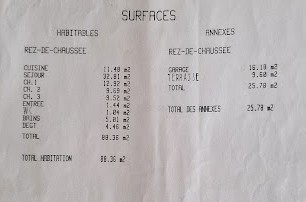 SURFACES
HABITABLES
REZ-DE-CHAUSSEE
CUISINE 11.40 m2
SEJOUR 32.81 m2
CH.1 12.92 m2
CH. 2 9.69 m2
CH. 3 9.52 m2
ENTREE 1.44 m2
W. 1.04 m2
BAINS 5.01 m2
DEGT 4.46 m2
TOTAL 88.36 m2
TOTAL HABITATION 88.36 m2
ANNEXES
REZ-DE-CHAUSSEE
GARAGE 16.18 m2
TERRASSE 9.60 m2
TOTAL 25.78 m2
TOTAL DES ANNEXES 25.78 m2